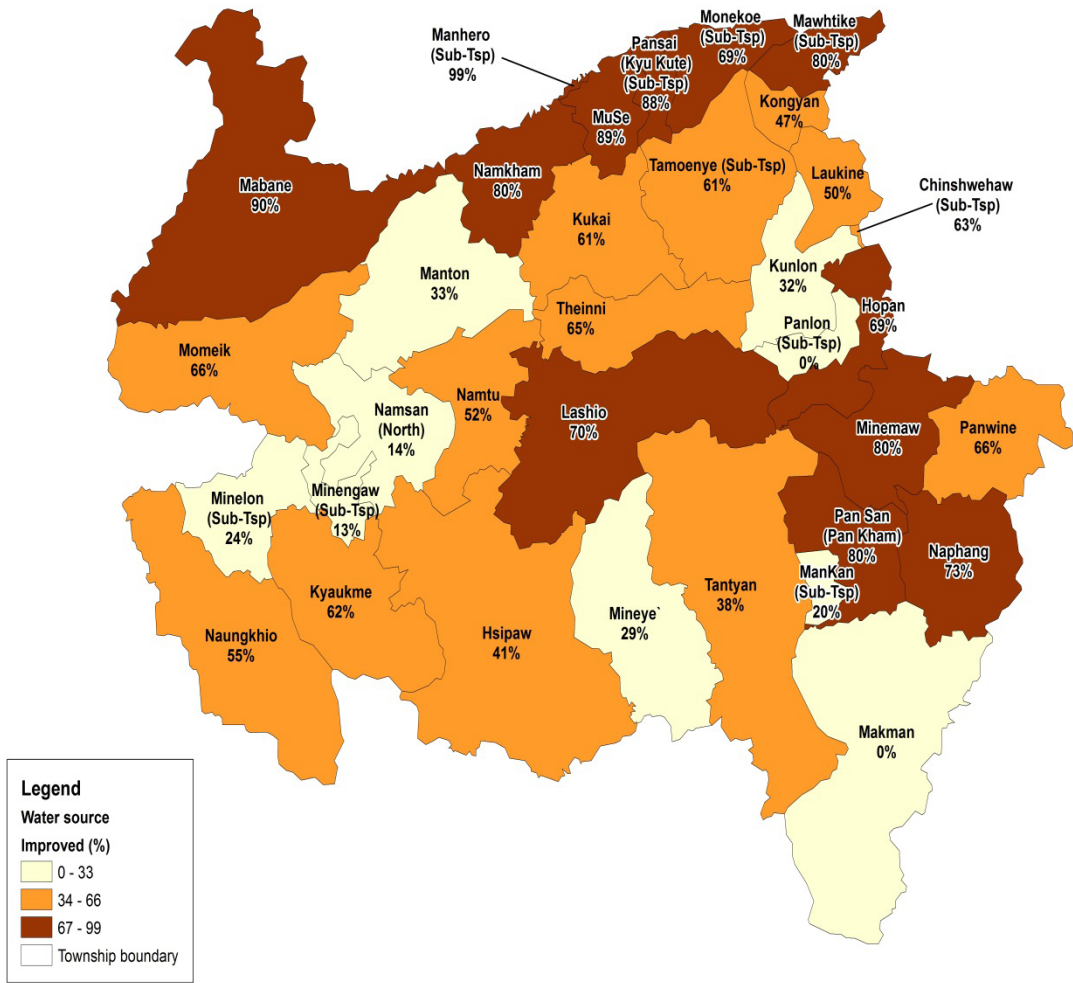 Manhero
(Sub-Tsp)
99%
Pansai
(Kyu Kute)
(Sub-Tsp)
88%
Monekoe
(Sub-Tsp)
69%
Mawhtike
(Sub-Tsp)
80%
MuSe
89%
Kongyan
47%
Mabane
90%
Namkham
80%
Tamoenye (Sub-Tsp)
61%
Laukine
50%
Chinshwehaw
(Sub-Tsp)
63%
Kukai
61%
Manton
33%
Kunlon
32%
Theinni
65%
Hopan
69%
Panlon
(Sub-Tsp)
0%
Momeik
66%
Namtu
52%
Lashio
70%
Namsan
(North)
14%
Minemaw
80%
Panwine
66%
Minelon
(Sub-Tsp)
24%
Minengaw
(Sub-Tsp)
13%
Pan San
(Pan Kham)
80%
Naphang
73%
ManKan
(Sub-Tsp)
20%
Kyaukme
62%
Tantyan
38%
Mineye`
29%
Naungkhio
55%
Hsipaw
41%
Makman
0%
Legend
Water source
Improved (%)
0 - 33
34 - 66
67 - 99
Township boundary